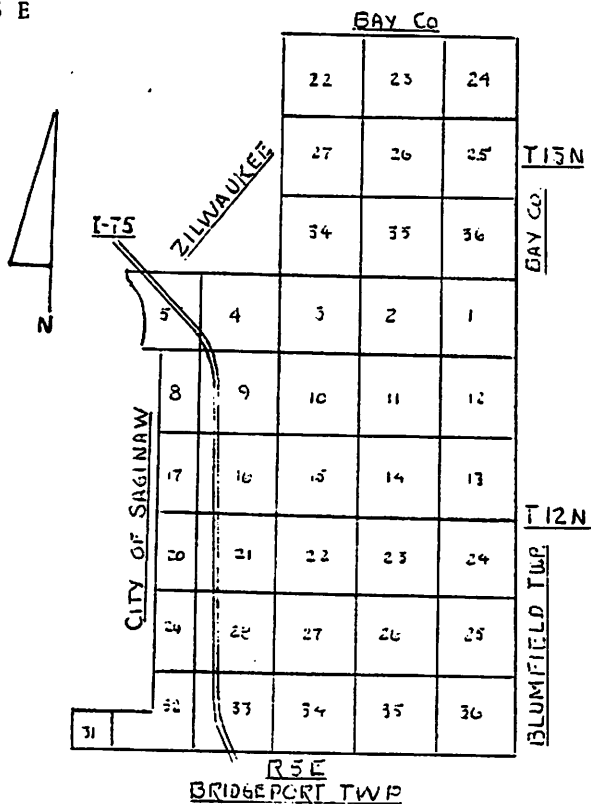 E
BAY CO
22 23 24
27 26 25 T13N
ZILWAUKEE
34 35 36
BAY CO.
I-75
5 4 3 2 1
N
8 9 10 11 12
CITY OF SAGINAW
17 16 15 14 13
T12N
20 21 22 23 24
28 27 26 25
BLUMFIELD TWP.
32 33 34 35 36
31
R5E
BRIDGEPORT TWP